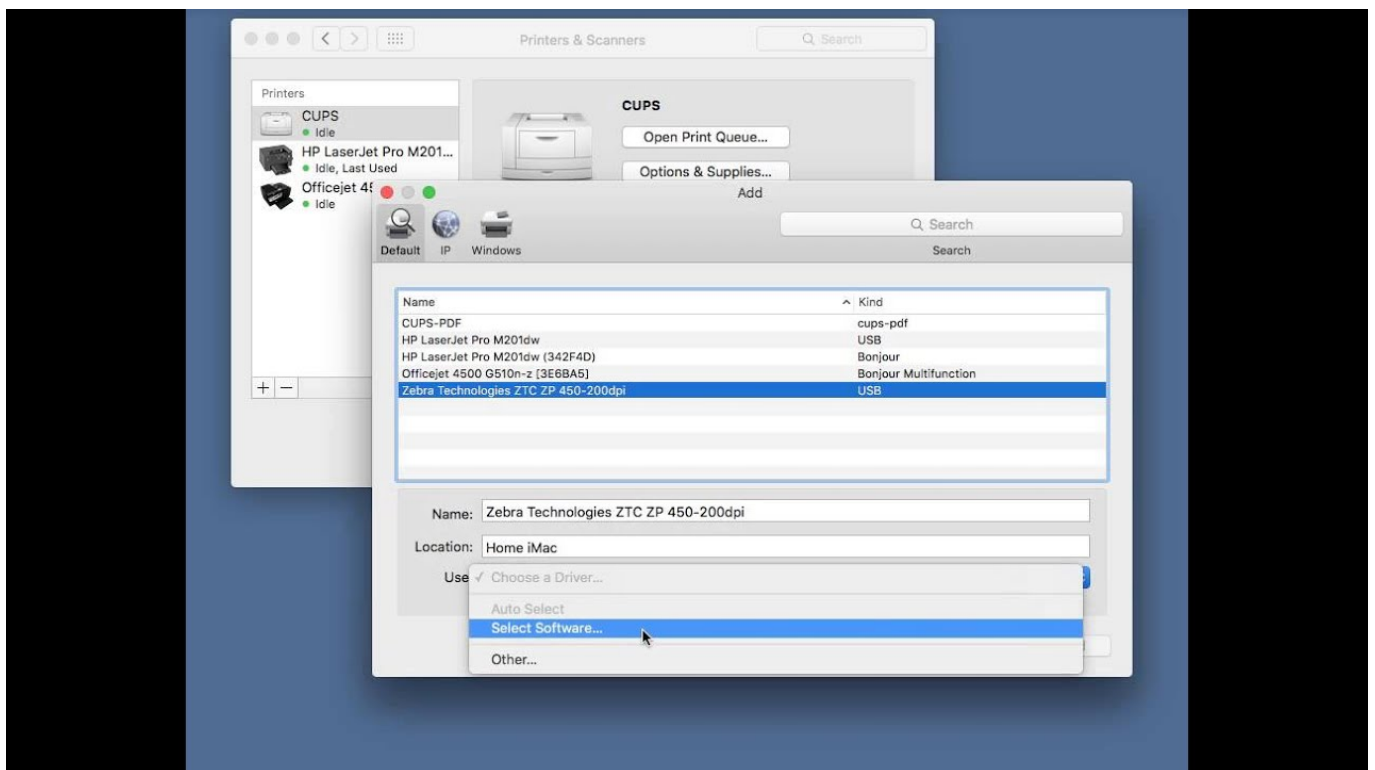 Printers & Scanners
Search
Printers
CUPS
Idle
HP LaserJet Pro M201...
Idle, Last Used
Officejet 45
Idle
CUPS
Open Print Queue...
Options & Supplies...
Add
Default IP Windows
Search
Search
Name Kind
CUPS-PDF cups-pdf
HP LaserJet Pro M201dw USB
HP LaserJet Pro M201dw (342F4D) Bonjour
Officejet 4500 G510n-z [3E6BA5] Bonjour Multifunction
Zebra Technologies ZTC ZP 450-200dpi USB
Name: Zebra Technologies ZTC ZP 450-200dpi
Location: Home iMac
Use ✓ Choose a Driver...
Auto Select
Select Software...
Other...